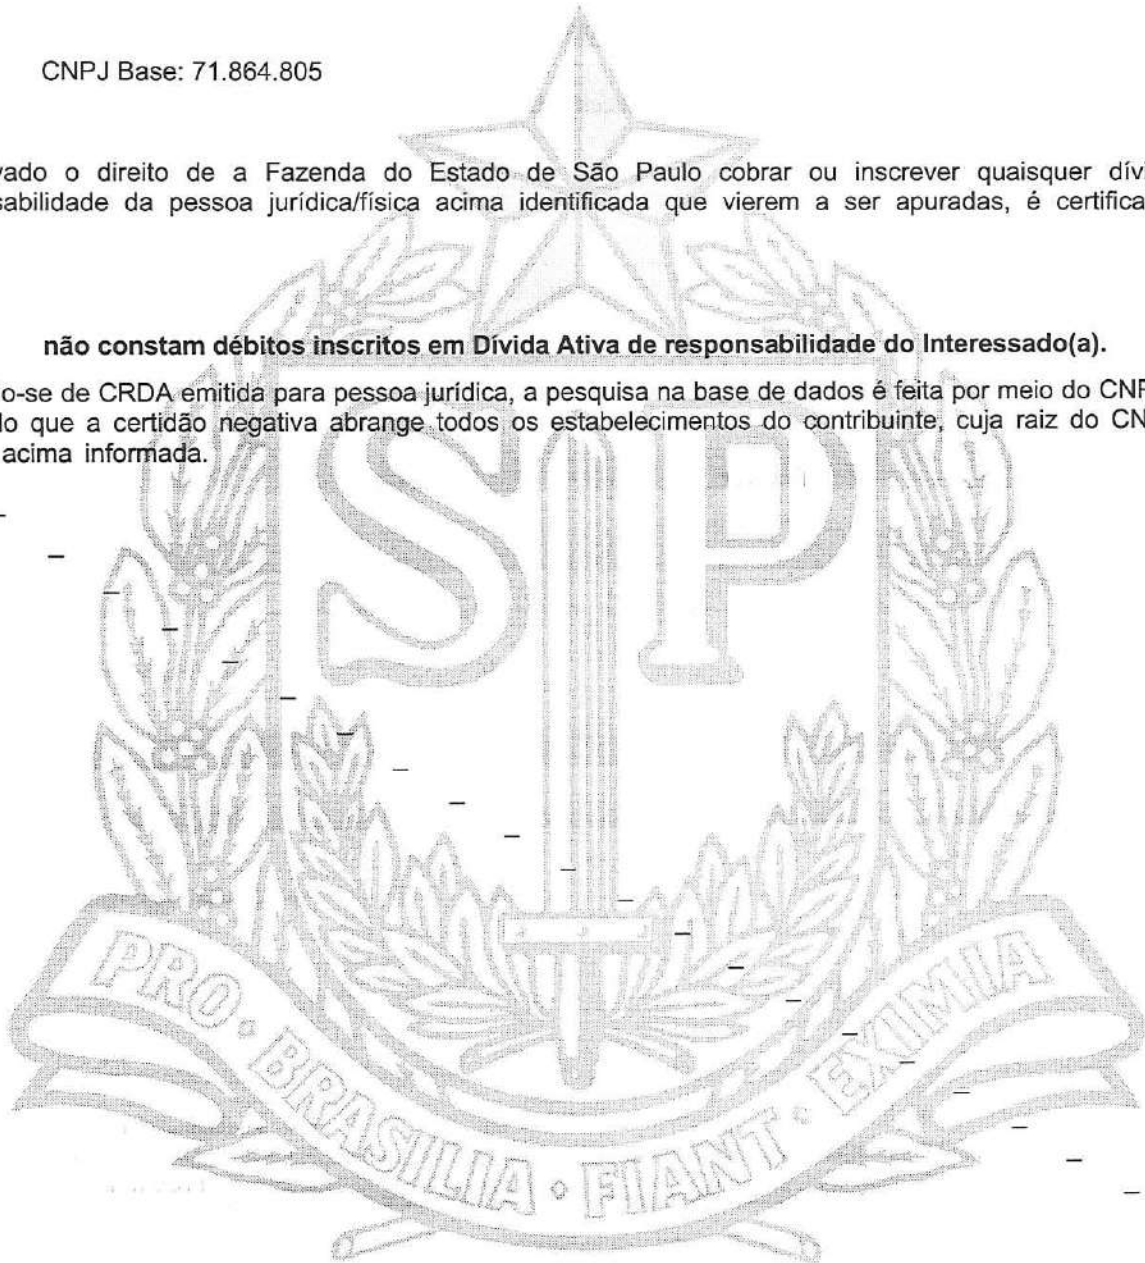 CNPJ Base: 71.864.805
vado o direito de a Fazenda do Estado de São Paulo cobrar ou inscrever quaisquer dívi
sabilidade da pessoa jurídica/física acima identificada que vierem a ser apuradas, é certifica
não constam débitos inscritos em Dívida Ativa de responsabilidade do Interessado(a).
o-se de CRDA emitida para pessoa jurídica, a pesquisa na base de dados é feita por meio do CNP
do que a certidão negativa abrange todos os estabelecimentos do contribuinte, cuja raiz do CN
acima informada.
SP
PRO • BRASILIA • FIANT • EXIMIA